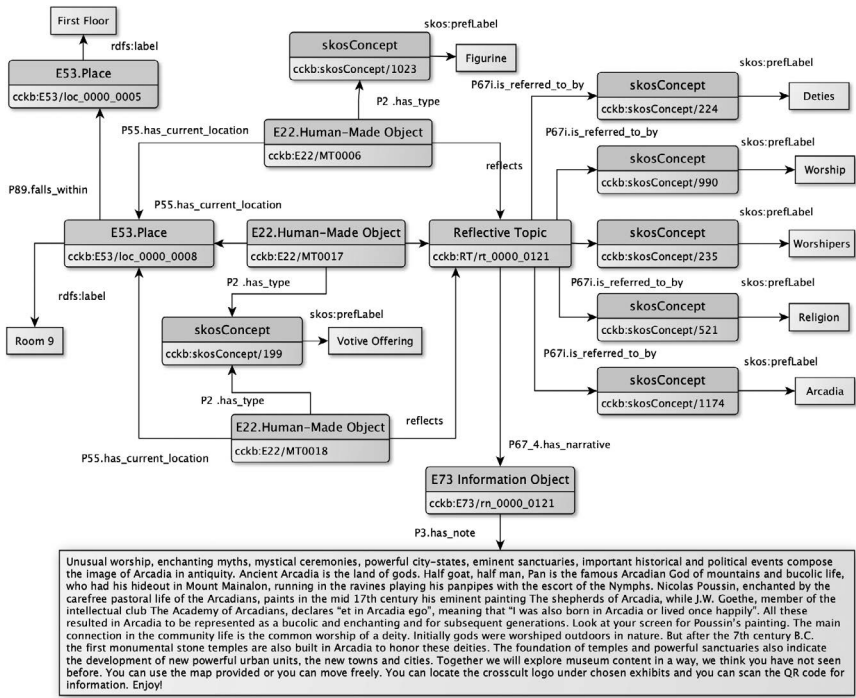 First Floor
rdfs:label
E53.Place
cckb:E53/loc_0000_0005
skosConcept
cckb:skosConcept/1023
skos:prefLabel
Figurine
P2 .has_type
E22.Human-Made Object
cckb:E22/MT0006
P55.has_current_location
reflects
P67i.is_referred_to_by
skosConcept
cckb:skosConcept/224
skos:prefLabel
Deties
P67i.is_referred_to_by
skosConcept
cckb:skosConcept/990
skos:prefLabel
Worship
P89.falls_within
P55.has_current_location
E53.Place
cckb:E53/loc_0000_0008
E22.Human-Made Object
cckb:E22/MT0017
Reflective Topic
cckb:RT/rt_0000_0121
skosConcept
cckb:skosConcept/235
skos:prefLabel
Worshipers
rdfs:label
Room 9
P2 .has_type
skosConcept
cckb:skosConcept/199
skos:prefLabel
Votive Offering
P67i.is_referred_to_by
skosConcept
cckb:skosConcept/521
skos:prefLabel
Religion
P67i.is_referred_to_by
skosConcept
cckb:skosConcept/1174
skos:prefLabel
Arcadia
P2 .has_type
E22.Human-Made Object
cckb:E22/MT0018
reflects
P55.has_current_location
P67_4.has_narrative
E73 Information Object
cckb:E73/rn_0000_0121
P3.has_note
Unusual worship, enchanting myths, mystical ceremonies, powerful city-states, eminent sanctuaries, important historical and political events compose
the image of Arcadia in antiquity. Ancient Arcadia is the land of gods. Half goat, half man, Pan is the famous Arcadian God of mountains and bucolic life,
who had his hideout in Mount Mainalon, running in the ravines playing his panpipes with the escort of the Nymphs. Nicolas Poussin, enchanted by the
carefree pastoral life of the Arcadians, paints in the mid 17th century his eminent painting The shepherds of Arcadia, while J.W. Goethe, member of the
intellectual club The Academy of Arcadians, declares “et in Arcadia ego”, meaning that “I was also born in Arcadia or lived once happily”. All these
resulted in Arcadia to be represented as a bucolic and enchanting and for subsequent generations. Look at your screen for Poussin’s painting. The main
connection in the community life is the common worship of a deity. Initially gods were worshiped outdoors in nature. But after the 7th century B.C.
the first monumental stone temples are also built in Arcadia to honor these deities. The foundation of temples and powerful sanctuaries also indicate
the development of new powerful urban units, the new towns and cities. Together we will explore museum content in a way, we think you have not seen
before. You can use the map provided or you can move freely. You can locate the crosscult logo under chosen exhibits and you can scan the QR code for
information. Enjoy!